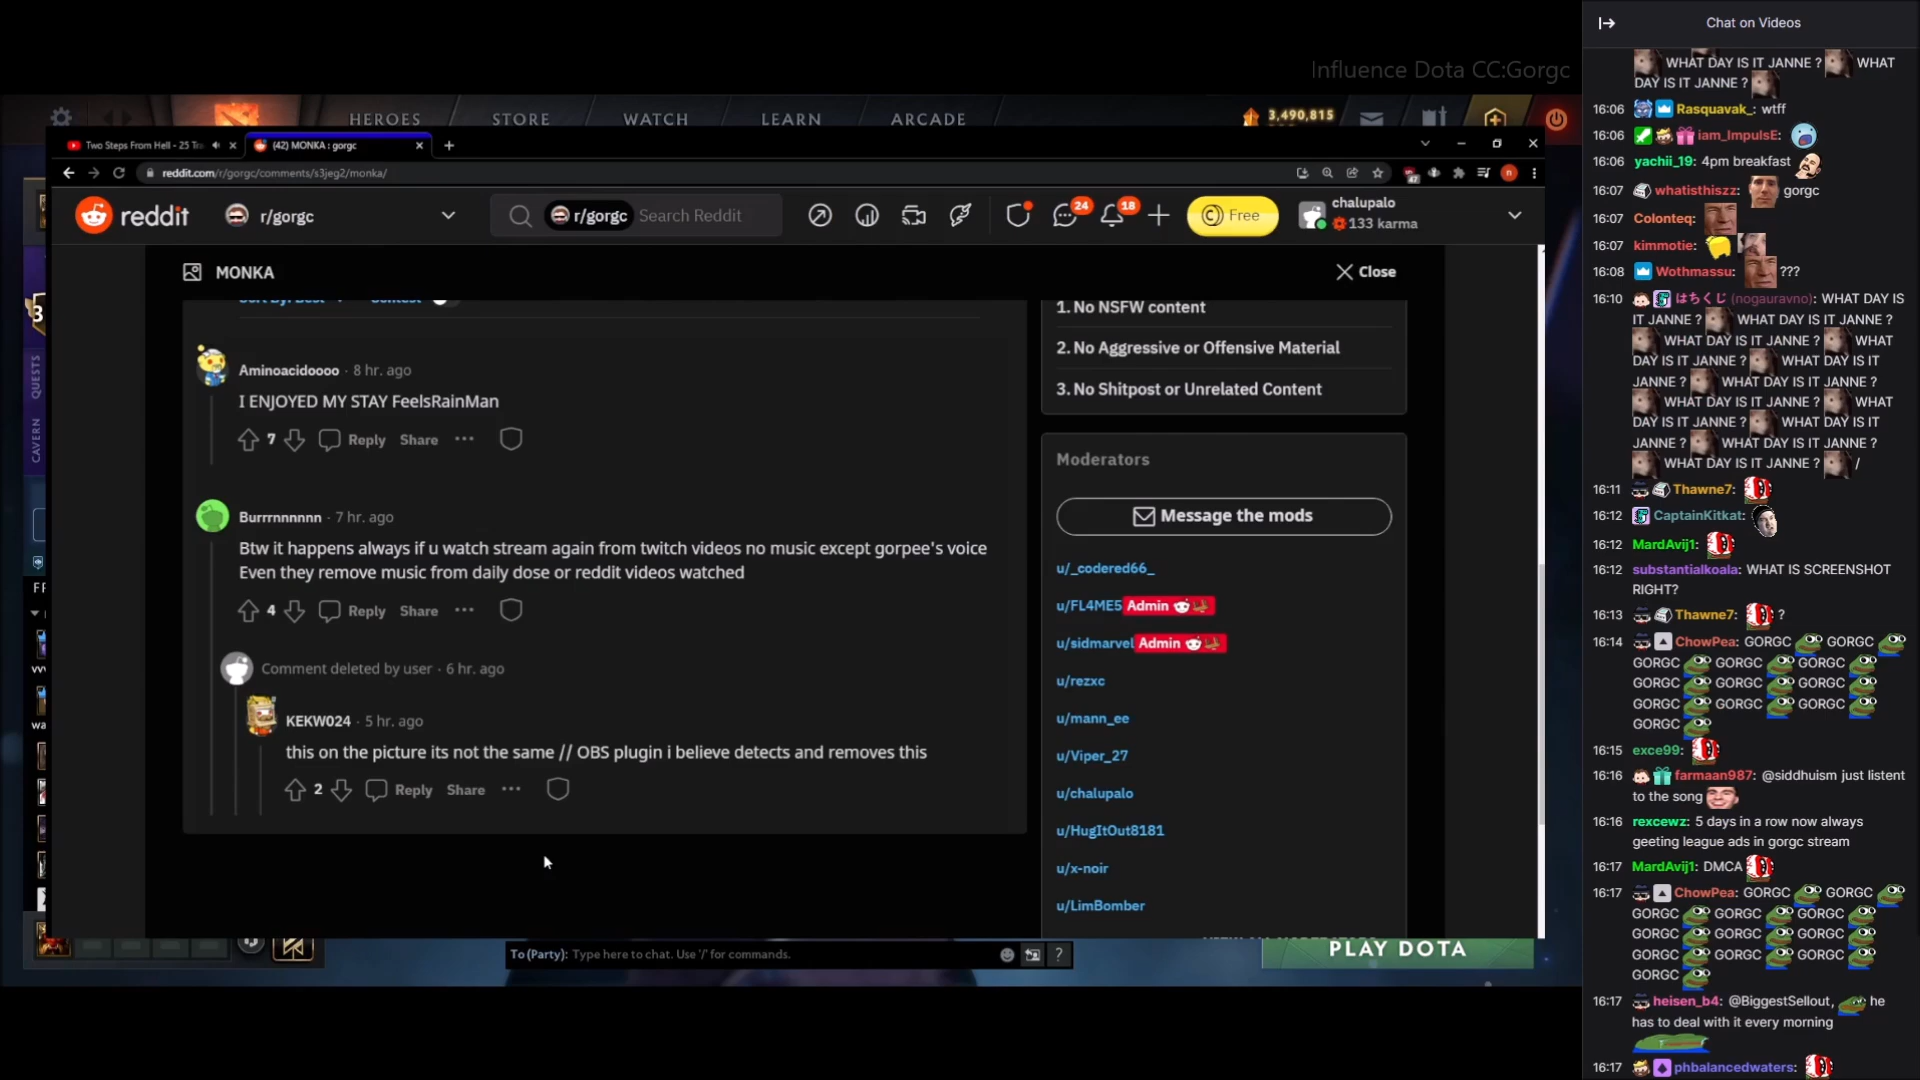 Influence Dota CC:Gorgc
HEROES STORE WATCH LEARN ARCADE 3,490,815
Two Steps From Hell - 25 Tra
(42) MONKA : gorgc
reddit.com/r/gorgc/comments/s3jeg2/monka/
reddit r/gorgc
r/gorgc Search Reddit
24 18
Free
chalupalo
133 karma
MONKA
Close
Aminoacidoooo · 8 hr. ago
I ENJOYED MY STAY FeelsRainMan
7 Reply Share
Burrrnnnnnn · 7 hr. ago
Btw it happens always if u watch stream again from twitch videos no music except gorpee's voice
Even they remove music from daily dose or reddit videos watched
4 Reply Share
Comment deleted by user · 6 hr. ago
KEKW024 · 5 hr. ago
this on the picture its not the same // OBS plugin i believe detects and removes this
2 Reply Share
1. No NSFW content
2. No Aggressive or Offensive Material
3. No Shitpost or Unrelated Content
Moderators
Message the mods
u/_codered66_
u/FL4ME5 Admin
u/sidmarvel Admin
u/rezxc
u/mann_ee
u/Viper_27
u/chalupalo
u/HugItOut8181
u/x-noir
u/LimBomber
3
QUESTS
CAVERN
To (Party): Type here to chat. Use '/' for commands.
?
PLAY DOTA
Chat on Videos
WHAT DAY IS IT JANNE ? WHAT
DAY IS IT JANNE ?
16:06 Rasquavak_: wtff
16:06 iam_ImpulsE:
yachii_19: 4pm breakfast
16:06
16:07 whatisthiszz: gorgc
16:07 Colonteq:
16:07 kimmotie:
16:08 Wothmassu: ???
16:10 はちくじ (nogauravno): WHAT DAY IS
IT JANNE ? WHAT DAY IS IT JANNE ?
WHAT DAY IS IT JANNE ? WHAT
DAY IS IT JANNE ? WHAT DAY IS IT
JANNE ? WHAT DAY IS IT JANNE ?
WHAT DAY IS IT JANNE ? WHAT
DAY IS IT JANNE ? WHAT DAY IS IT
JANNE ? WHAT DAY IS IT JANNE ?
WHAT DAY IS IT JANNE ? /
16:11 Thawne7:
16:12 CaptainKitkat:
16:12 MardAvij1:
16:12 substantialkoala: WHAT IS SCREENSHOT
RIGHT?
16:13 Thawne7: ?
16:14 ChowPea: GORGC GORGC
GORGC GORGC GORGC
GORGC GORGC GORGC
GORGC GORGC GORGC
GORGC
16:15 exce99:
16:16 farmaan987: @siddhuism just listent
to the song
16:16 rexcewz: 5 days in a row now always
geeting league ads in gorgc stream
16:17 MardAvij1: DMCA
16:17 ChowPea: GORGC GORGC
GORGC GORGC GORGC
GORGC GORGC GORGC
GORGC GORGC GORGC
GORGC
16:17 heisen_b4: @BiggestSellout, he
has to deal with it every morning
16:17 phbalancedwaters: